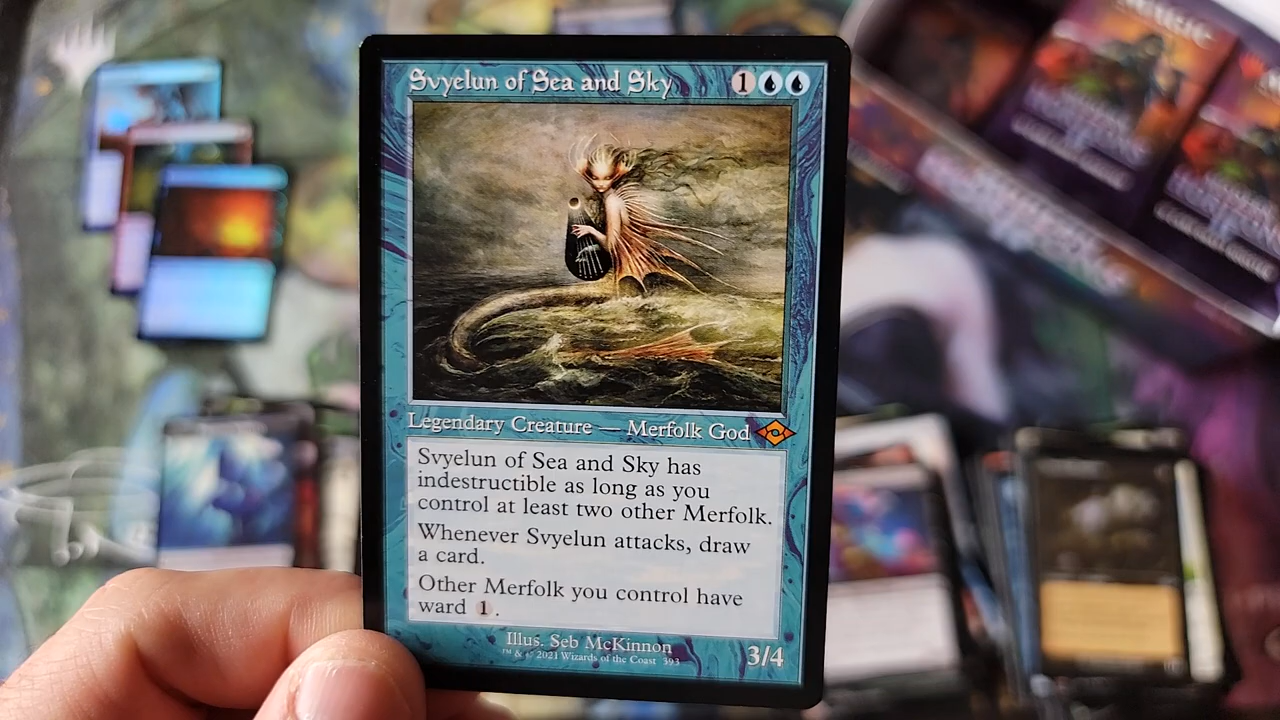 Svyelun of Sea and Sky 1
Legendary Creature — Merfolk God
Svyelun of Sea and Sky has
indestructible as long as you
control at least two other Merfolk.
Whenever Svyelun attacks, draw
a card.
Other Merfolk you control have
ward 1.
Illus. Seb McKinnon
™ & © 2021 Wizards of the Coast 393
3/4
MAGIC